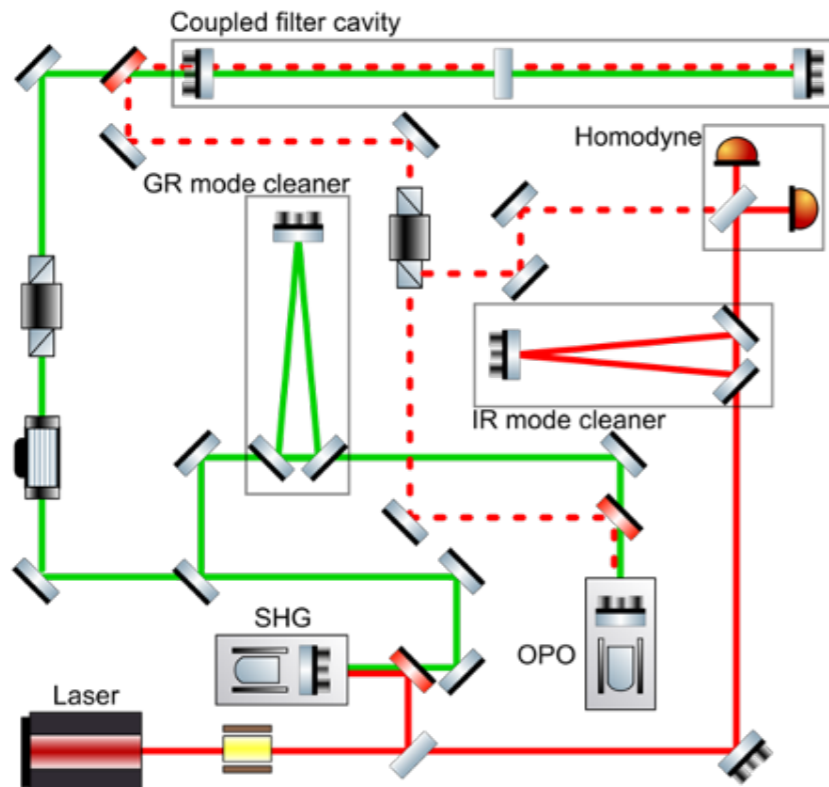 Coupled filter cavity
Homodyne
GR mode cleaner
IR mode cleaner
SHG
OPO
Laser